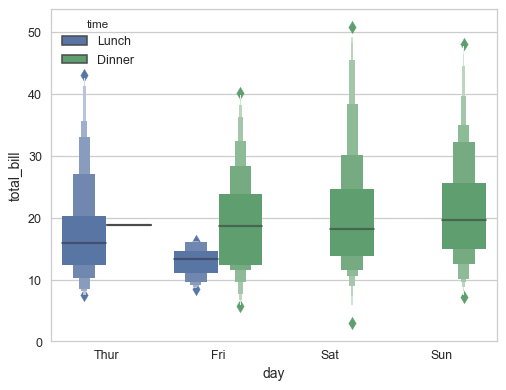 time
Lunch
Dinner
50
40
30
20
10
0
total_bill
Thur Fri Sat Sun
day